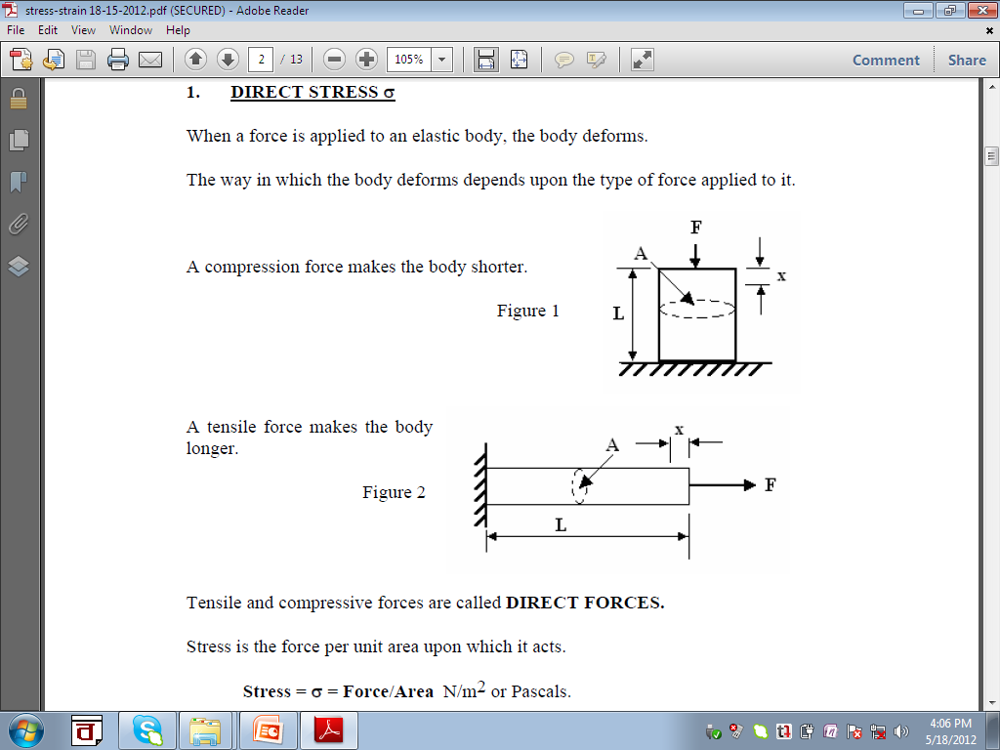 stress-strain 18-15-2012.pdf (SECURED) - Adobe Reader
File Edit View Window Help
2 / 13 105% Comment Share
1. DIRECT STRESS σ
When a force is applied to an elastic body, the body deforms.
The way in which the body deforms depends upon the type of force applied to it.
F
A
x
A compression force makes the body shorter.
Figure 1
L
A tensile force makes the body
longer.
x
A
Figure 2
F
L
Tensile and compressive forces are called DIRECT FORCES.
Stress is the force per unit area upon which it acts.
Stress = σ = Force/Area N/m2 or Pascals.
4:06 PM
5/18/2012